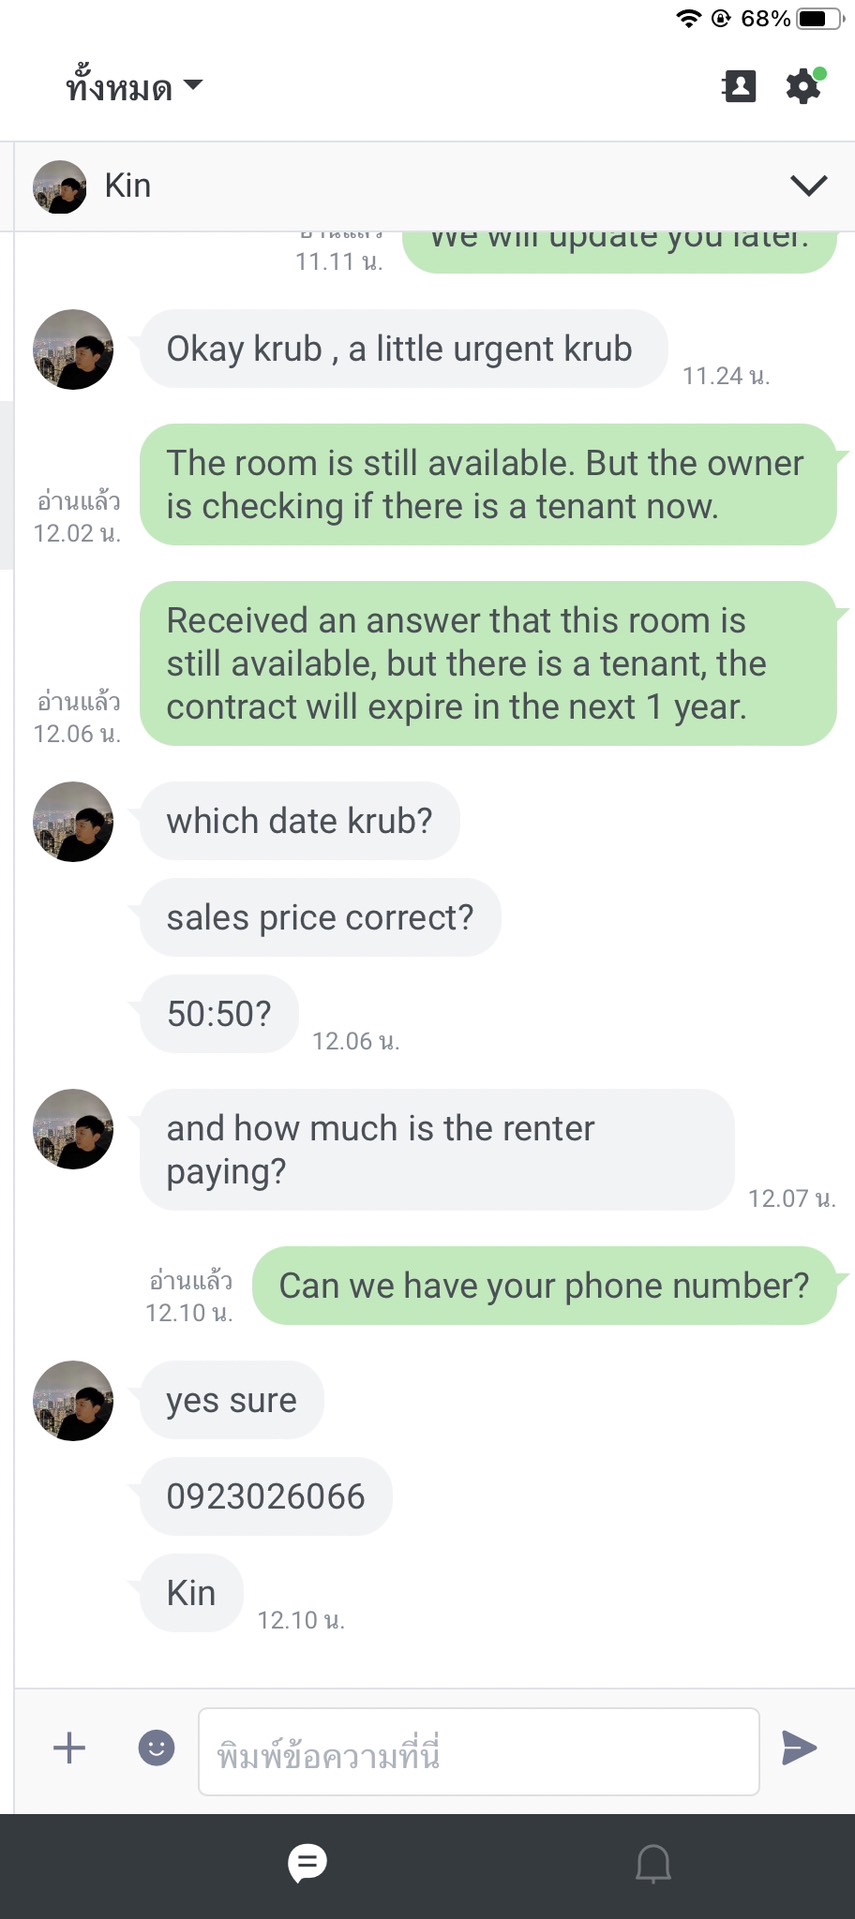 68%
ทั้งหมด
Kin
อ่านแล้ว
We will update you later.
11.11 น.
Okay krub , a little urgent krub
11.24 น.
The room is still available. But the owner
is checking if there is a tenant now.
อ่านแล้ว
12.02 น.
Received an answer that this room is
still available, but there is a tenant, the
contract will expire in the next 1 year.
อ่านแล้ว
12.06 น.
which date krub?
sales price correct?
50:50?
12.06 น.
and how much is the renter
paying?
12.07 น.
อ่านแล้ว
12.10 น.
Can we have your phone number?
yes sure
0923026066
Kin
12.10 น.
พิมพ์ข้อความที่นี่